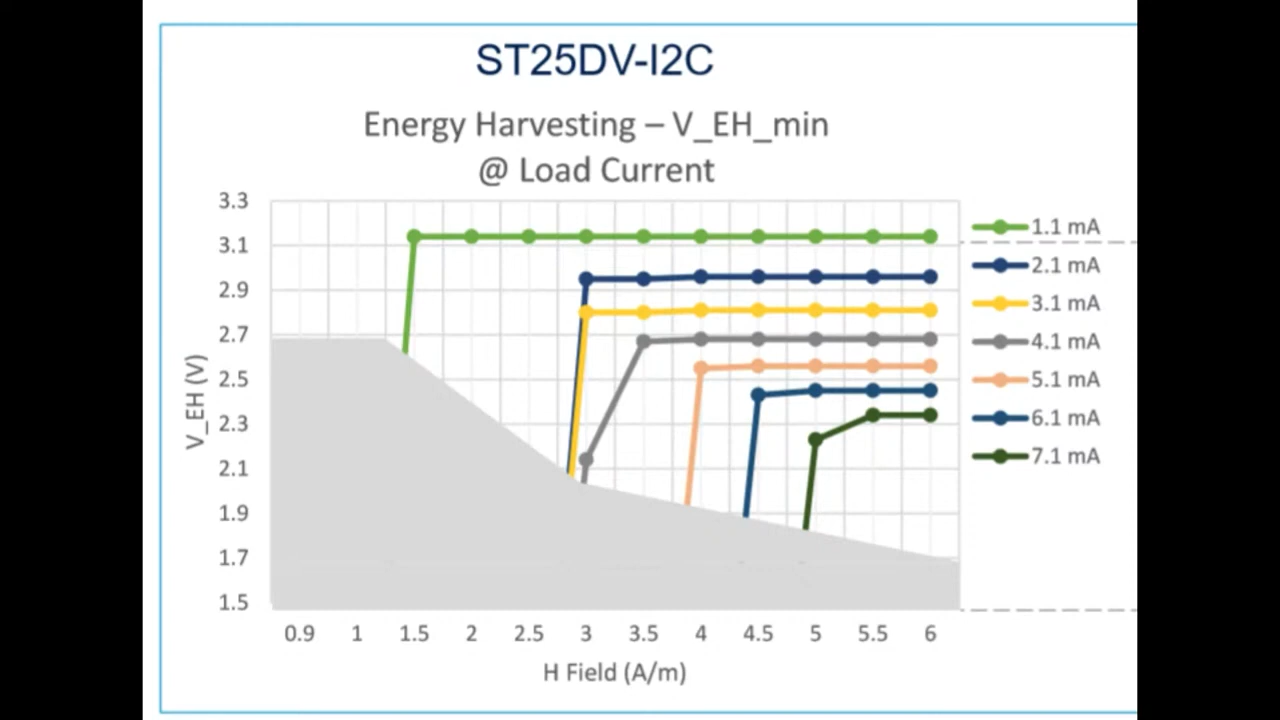 ST25DV-I2C
Energy Harvesting – V_EH_min
@ Load Current
3.3
3.1
2.9
2.7
2.5
2.3
2.1
1.9
1.7
1.5
V_EH (V)
0.9 1 1.5 2 2.5 3 3.5 4 4.5 5 5.5 6
H Field (A/m)
1.1 mA
2.1 mA
3.1 mA
4.1 mA
5.1 mA
6.1 mA
7.1 mA